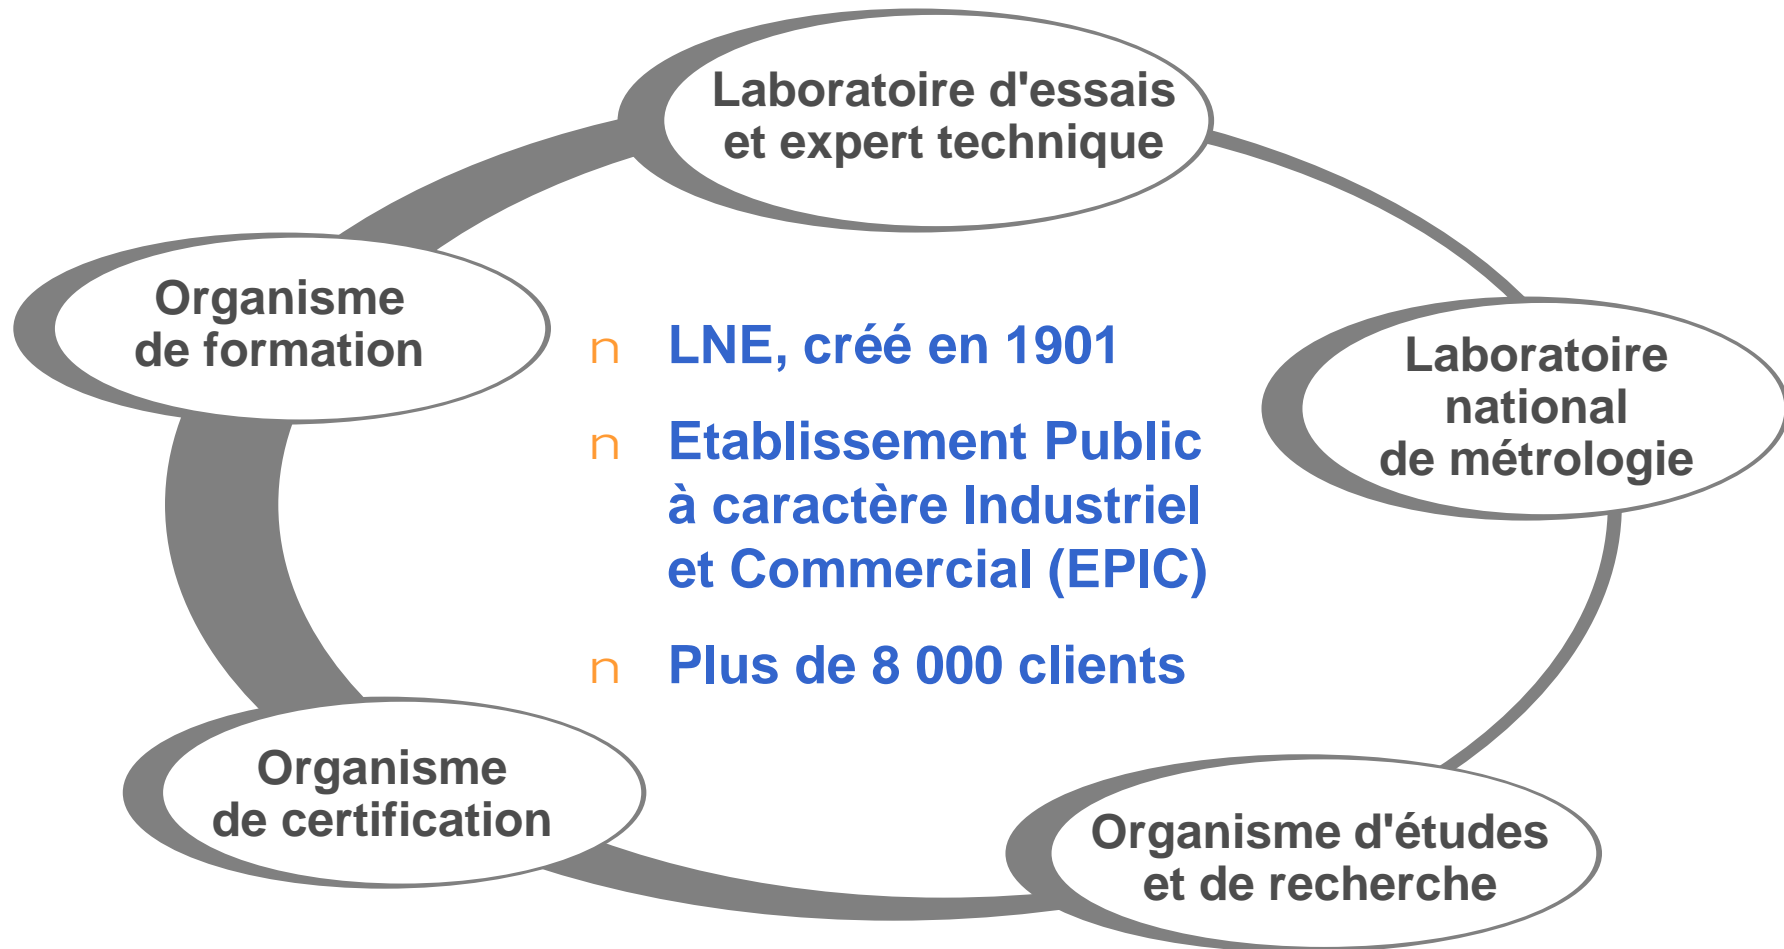 Laboratoire d'essais
et expert technique
Organisme
de formation
n LNE, créé en 1901
Laboratoire
national
de métrologie
n Etablissement Public
à caractère Industriel
et Commercial (EPIC)
n Plus de 8 000 clients
Organisme
de certification
Organisme d'études
et de recherche